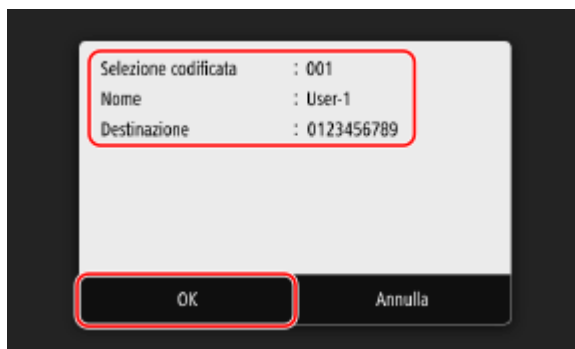 Selezione codificata : 001
Nome : User-1
Destinazione : 0123456789
OK Annulla